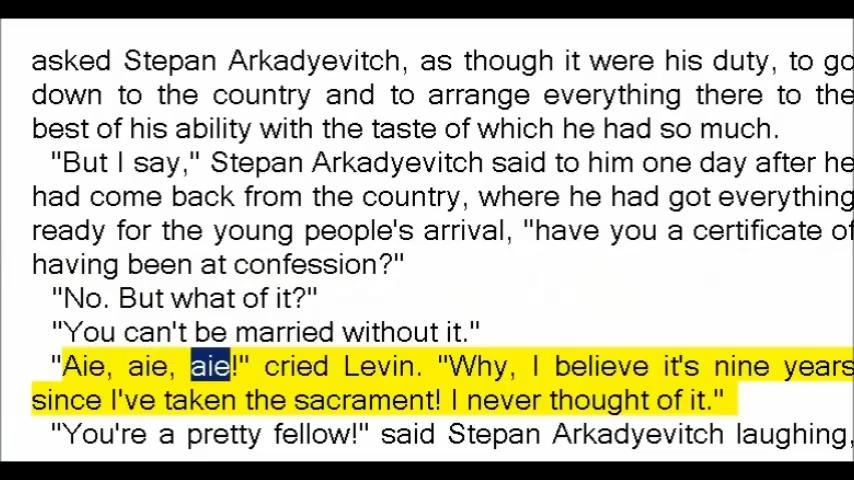 asked Stepan Arkadyevitch, as though it were his duty, to go
down to the country and to arrange everything there to the
best of his ability with the taste of which he had so much.
"But I say," Stepan Arkadyevitch said to him one day after he
had come back from the country, where he had got everything
ready for the young people's arrival, "have you a certificate of
having been at confession?"
"No. But what of it?"
"You can't be married without it."
"Aie, aie, aie!" cried Levin. "Why, I believe it's nine years
since I've taken the sacrament! I never thought of it."
"You're a pretty fellow!" said Stepan Arkadyevitch laughing,